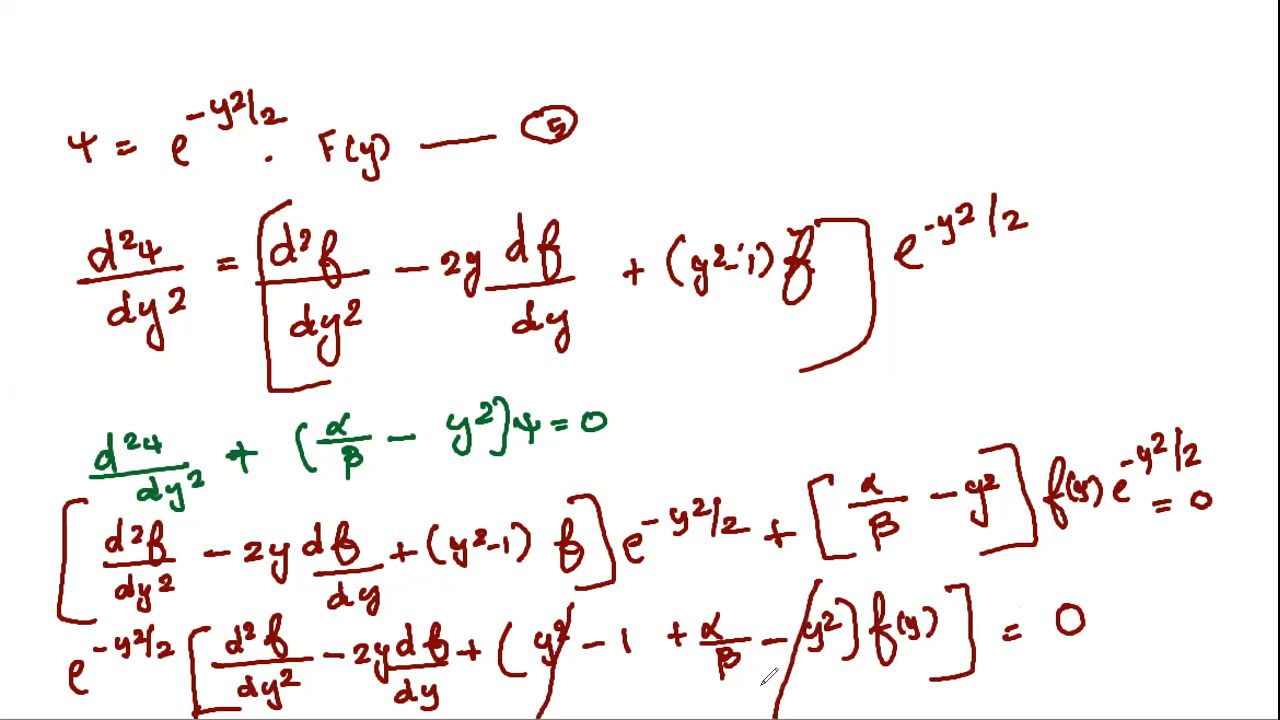 ψ = e^{-y²/2} · F(y) —— ⑤
d²ψ/dy² = [d²f/dy² - 2y df/dy + (y²-1) f] e^{-y²/2}
d²ψ/dy² + (α/β - y²)ψ = 0
[d²f/dy² - 2y df/dy + (y²-1) f] e^{-y²/2} + [α/β - y²] f(y) e^{-y²/2} = 0
e^{-y²/2} [d²f/dy² - 2y df/dy + (y² - 1 + α/β - y²) f(y)] = 0